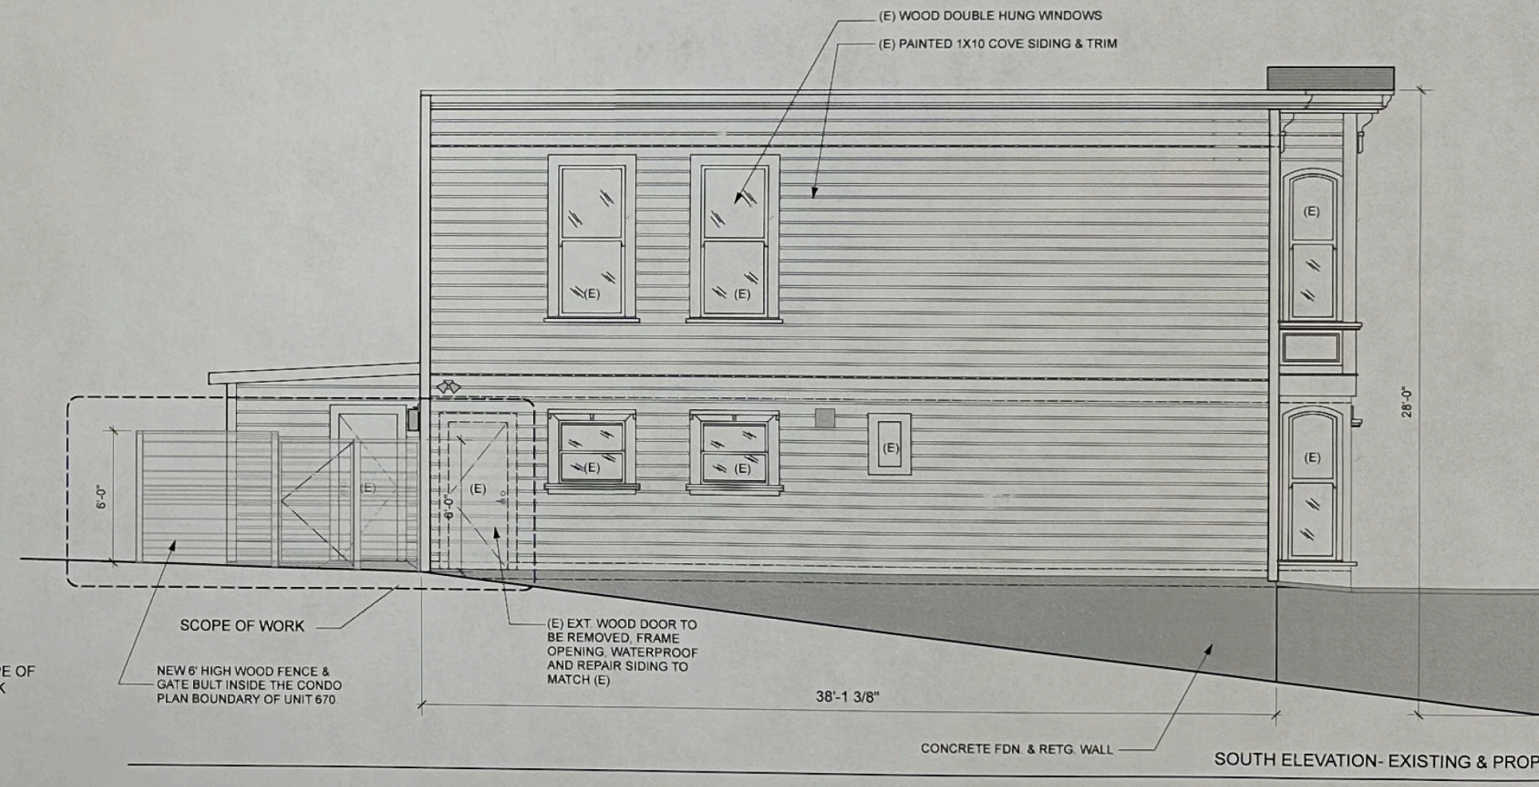 (E) WOOD DOUBLE HUNG WINDOWS
(E) PAINTED 1X10 COVE SIDING & TRIM
(E)
(E)
(E)
28'-0"
(E)
(E)
(E)
(E)
(E)
(E)
6'-0"
6'-0"
SCOPE OF WORK
(E) EXT. WOOD DOOR TO
BE REMOVED, FRAME
OPENING, WATERPROOF
AND REPAIR SIDING TO
MATCH (E)
NEW 6' HIGH WOOD FENCE &
GATE BULT INSIDE THE CONDO
PLAN BOUNDARY OF UNIT 670
38'-1 3/8"
CONCRETE FDN. & RETG. WALL
SOUTH ELEVATION- EXISTING & PROP